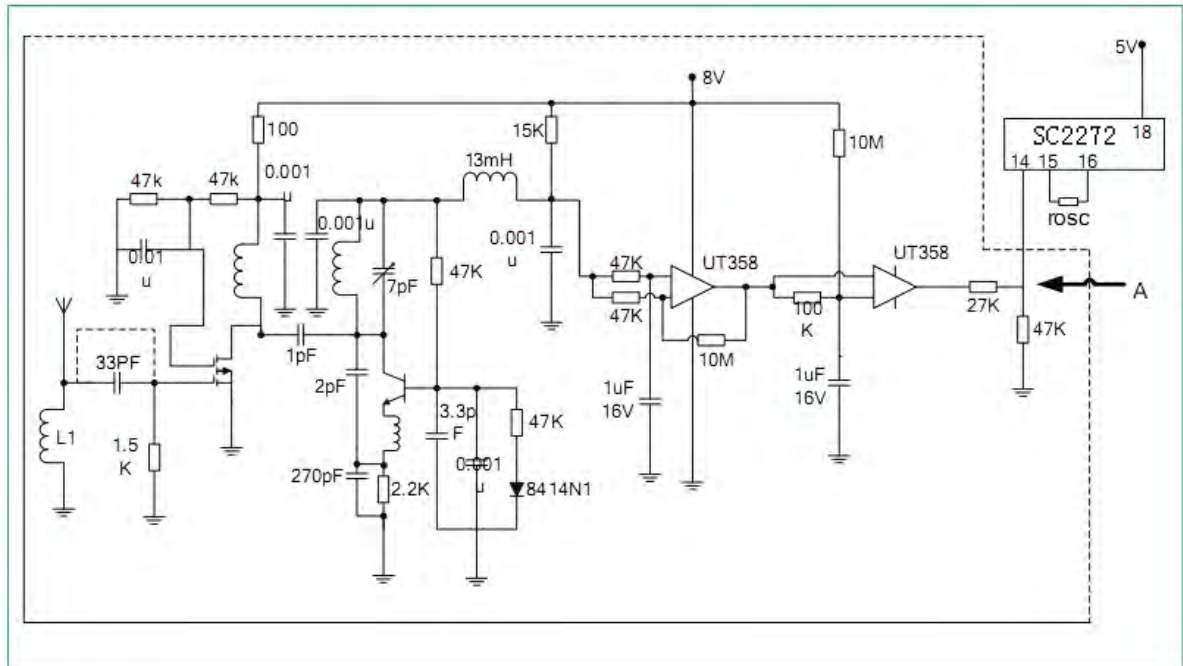 5V
8V
SC22T2
18
14 15 16
rosc
100
15K
10M
13mH
0.001
47k 47k
0.001u
0.01
u
7pF
47K
0.001
u
47K
UT358
47K
UT358
A
27K
100
K
47K
10M
33PF
1pF
2pF
3.3p
F
47K
1uF
16V
1uF
16V
L1
1.5
K
270pF
2.2K
0.001
u
8414N1